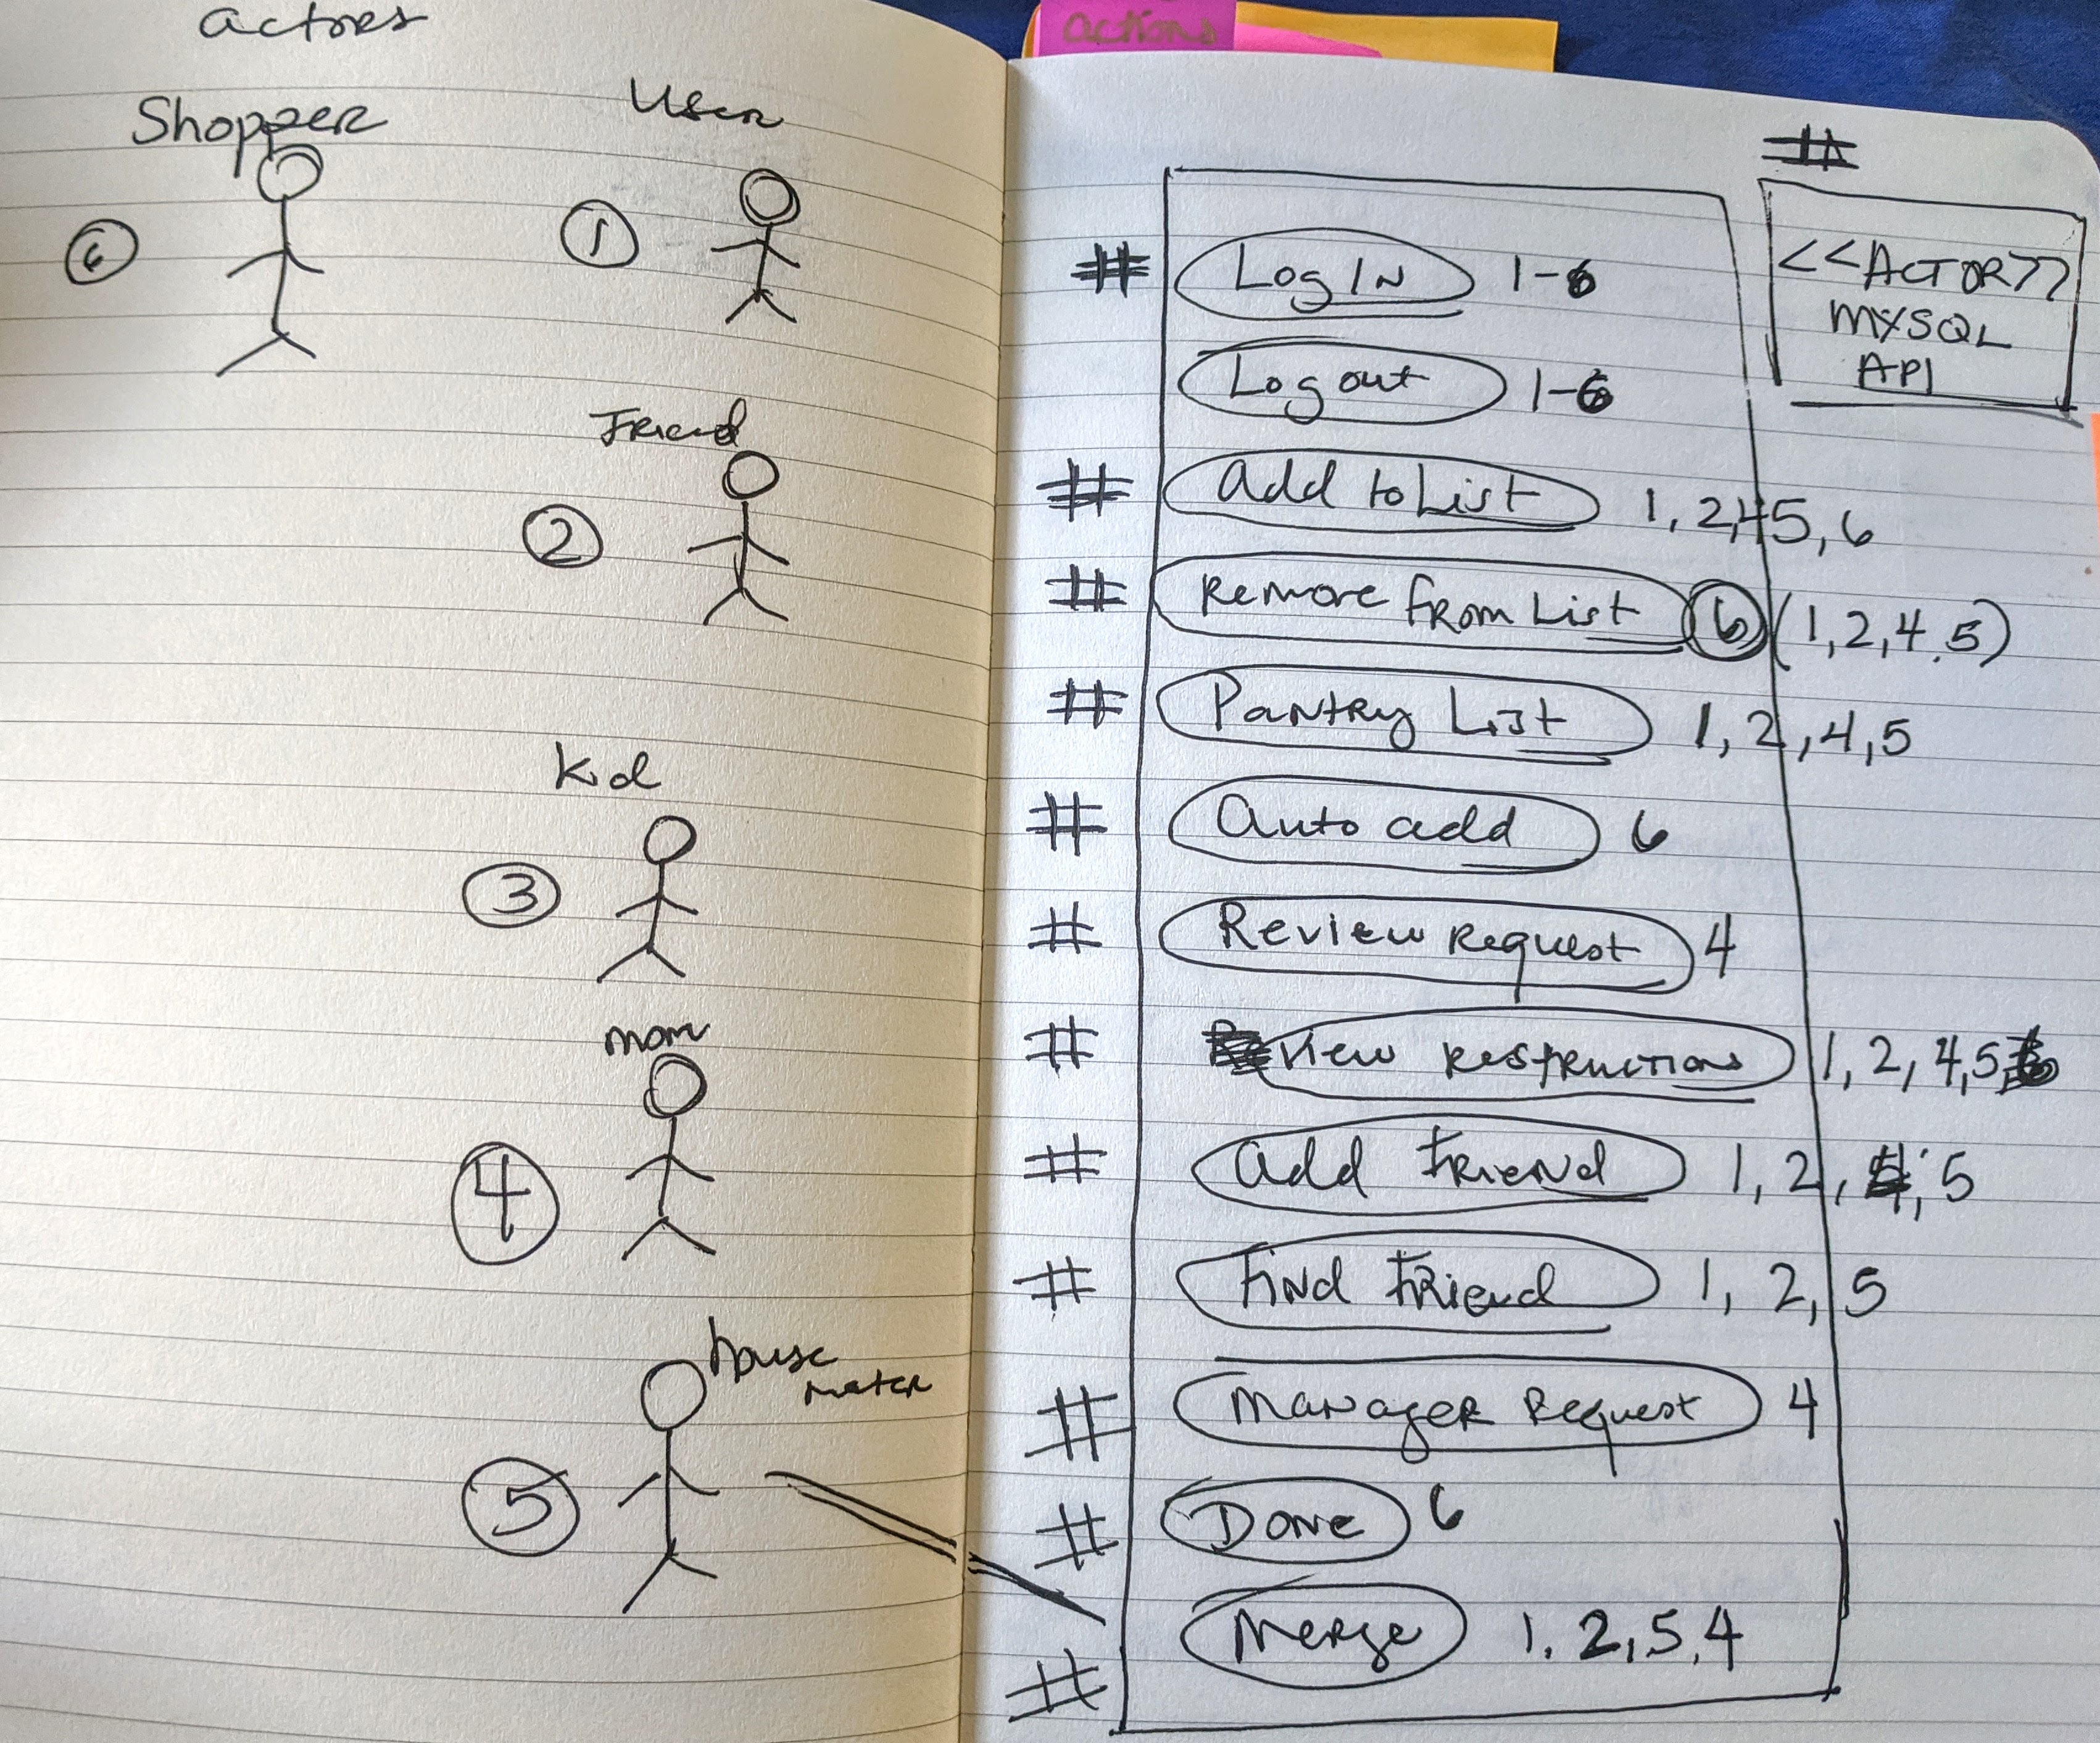 actors
Shopper
6
User
1
Friend
2
Kid
3
mom
4
house
mater
5
actions
#
<<ACTOR>>
MYSQL
API
# Log IN 1-6
Log out 1-6
# add to List 1, 2, 4 5, 6
# Remove from List 6 (1, 2, 4, 5)
# Pantry List 1, 2, 4, 5
# auto add 6
# Review Request 4
# View Restructions 1, 2, 4, 5
# add Friend 1, 2, 5
# Find Friend 1, 2, 5
# Manager Request 4
# Done 6
# Merge 1, 2, 5, 4